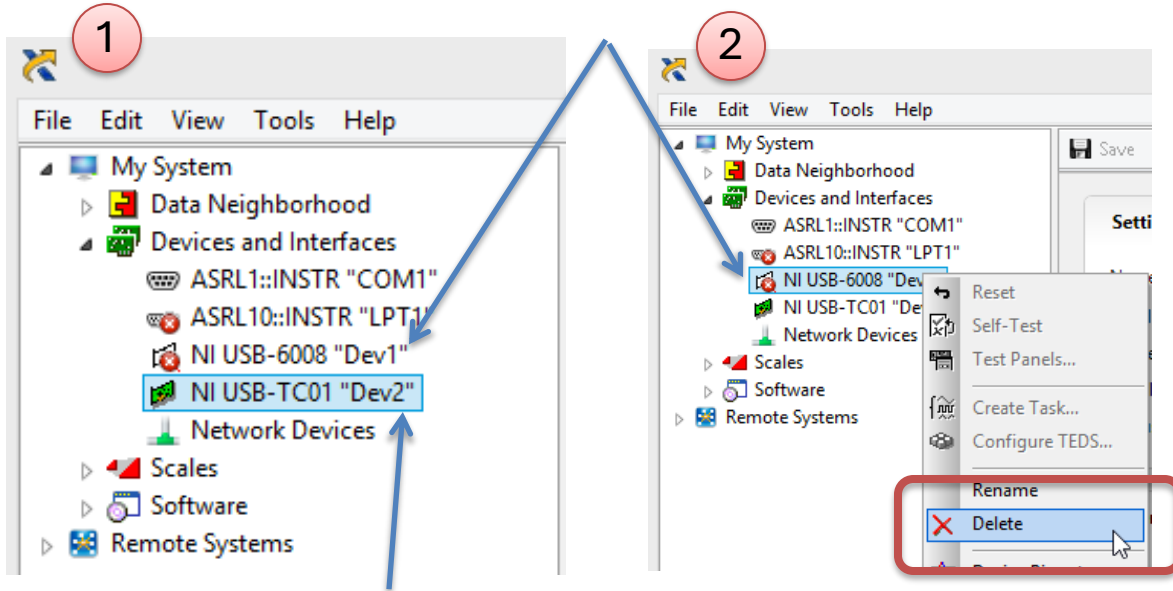 1
File Edit View Tools Help
My System
Data Neighborhood
Devices and Interfaces
ASRL1::INSTR "COM1"
ASRL10::INSTR "LPT1"
NI USB-6008 "Dev1"
NI USB-TC01 "Dev2"
Network Devices
Scales
Software
Remote Systems
2
File Edit View Tools Help
My System
Data Neighborhood
Devices and Interfaces
ASRL1::INSTR "COM1"
ASRL10::INSTR "LPT1"
NI USB-6008 "Dev
NI USB-TC01 "De
Network Devices
Scales
Software
Remote Systems
Save
Setti
Reset
Self-Test
Test Panels...
Create Task...
Configure TEDS...
Rename
Delete